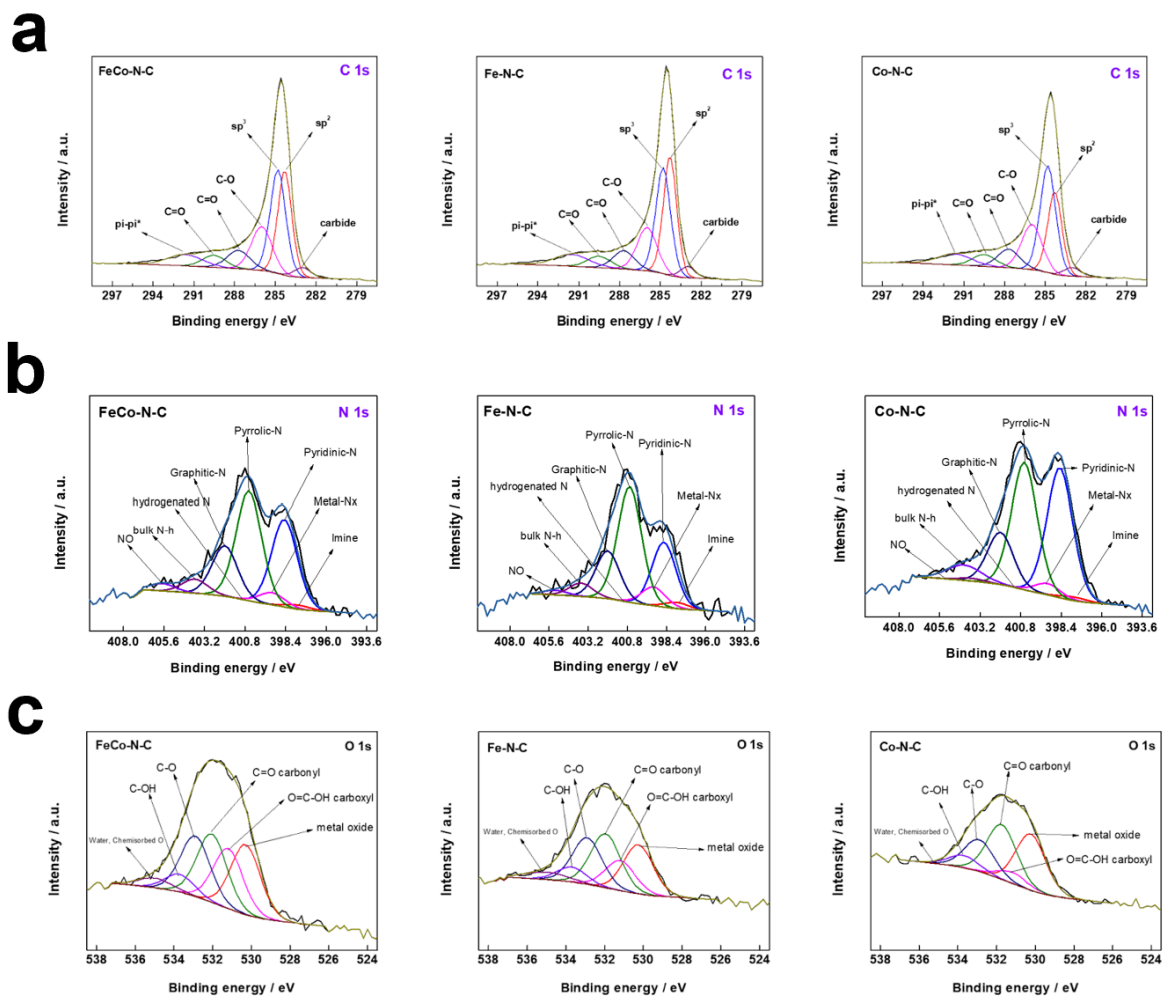 a
FeCo-N-C
C 1s
sp3
sp2
C-O
C=O
C=O
pi-pi*
carbide
Intensity / a.u.
297 294 291 288 285 282 279
Binding energy / eV
Fe-N-C
C 1s
sp3
sp2
C-O
C=O
C=O
pi-pi*
carbide
Intensity / a.u.
297 294 291 288 285 282 279
Binding energy / eV
Co-N-C
C 1s
sp3
sp2
C-O
C=O
C=O
pi-pi*
carbide
Intensity / a.u.
297 294 291 288 285 282 279
Binding energy / eV
b
FeCo-N-C
N 1s
Pyrrolic-N
Pyridinic-N
Graphitic-N
hydrogenated N
Metal-Nx
bulk N-h
NO
Imine
Intensity / a.u.
408.0 405.6 403.2 400.8 398.4 396.0 393.6
Binding energy / eV
Fe-N-C
N 1s
Pyrrolic-N
Pyridinic-N
Graphitic-N
hydrogenated N
Metal-Nx
bulk N-h
NO
Imine
Intensity / a.u.
408.0 405.6 403.2 400.8 398.4 396.0 393.6
Binding energy / eV
Co-N-C
N 1s
Pyrrolic-N
Graphitic-N
Pyridinic-N
hydrogenated N
Metal-Nx
bulk N-h
NO
Imine
Intensity / a.u.
408.0 405.6 403.2 400.8 398.4 396.0 393.6
Binding energy / eV
c
FeCo-N-C
O 1s
C-O
C=O carbonyl
C-OH
O=C-OH carboxyl
metal oxide
Water, Chemisorbed O
Intensity / a.u.
538 536 534 532 530 528 526 524
Binding energy / eV
Fe-N-C
O 1s
C-O
C=O carbonyl
C-OH
O=C-OH carboxyl
Water, Chemisorbed O
metal oxide
Intensity / a.u.
538 536 534 532 530 528 526 524
Binding energy / eV
Co-N-C
O 1s
C=O carbonyl
C-O
C-OH
Water, Chemisorbed O
metal oxide
O=C-OH carboxyl
Intensity / a.u.
538 536 534 532 530 528 526 524
Binding energy / eV